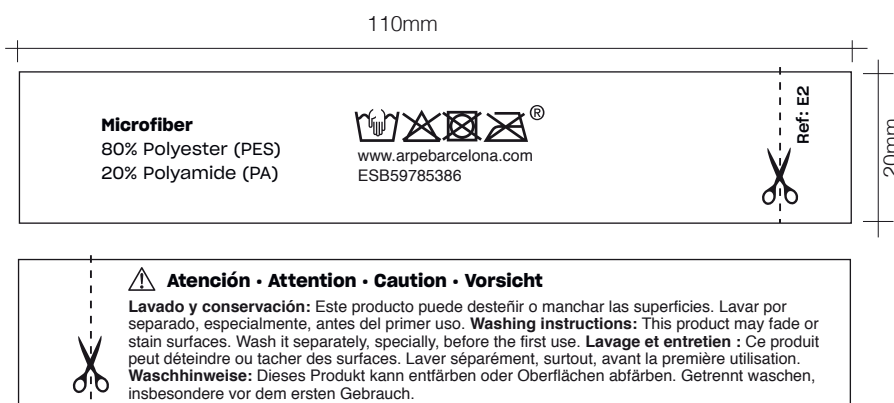 110mm
Microfiber
80% Polyester (PES)
20% Polyamide (PA)
®
www.arpebarcelona.com
ESB59785386
Ref: E2
20mm
Atención · Attention · Caution · Vorsicht
Lavado y conservación: Este producto puede desteñir o manchar las superficies. Lavar por
separado, especialmente, antes del primer uso. Washing instructions: This product may fade or
stain surfaces. Wash it separately, specially, before the first use. Lavage et entretien : Ce produit
peut déteindre ou tacher des surfaces. Laver séparément, surtout, avant la première utilisation.
Waschhinweise: Dieses Produkt kann entfärben oder Oberflächen abfärben. Getrennt waschen,
insbesondere vor dem ersten Gebrauch.